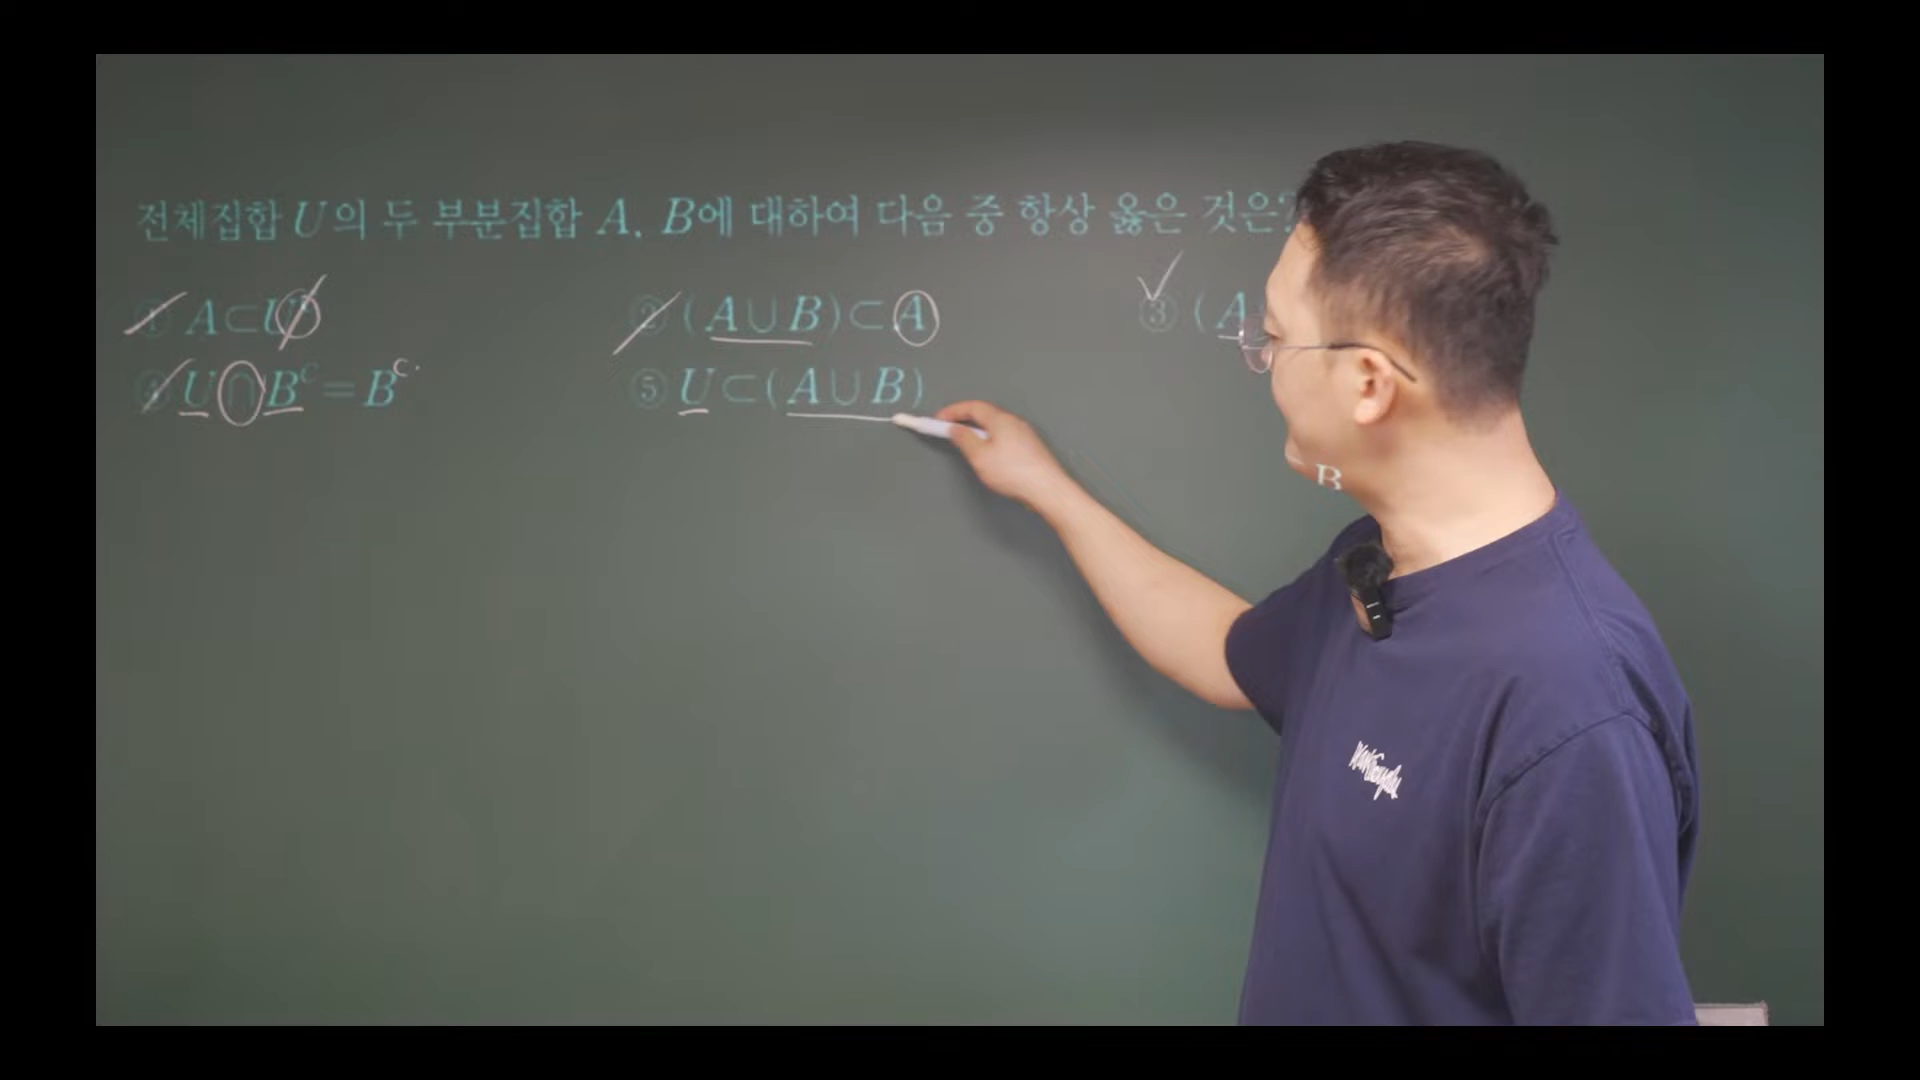 전체집합 U의 두 부분집합 A, B에 대하여 다음 중 항상 옳은 것은?
① A⊂U ② (A∪B)⊂A ③ (A
④ U∩Bᶜ=B ᶜ ⑤ U⊂(A∪B)
B